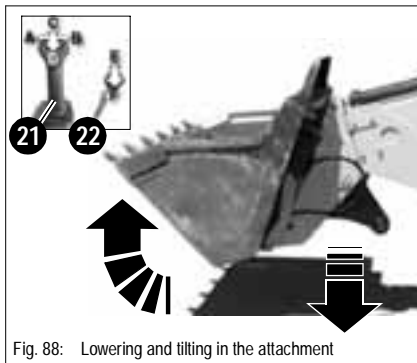 C
A B
D
21 22
Fig. 88: Lowering and tilting in the attachment